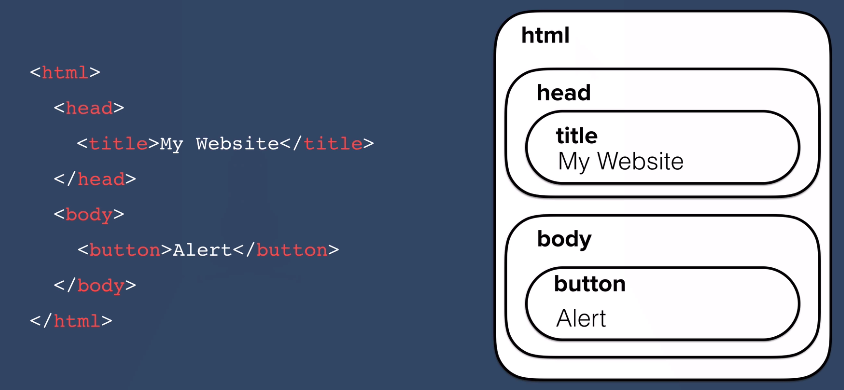 <html>
<head>
<title>My Website</title>
</head>
<body>
<button>Alert</button>
</body>
</html>
html
head
title
My Website
body
button
Alert